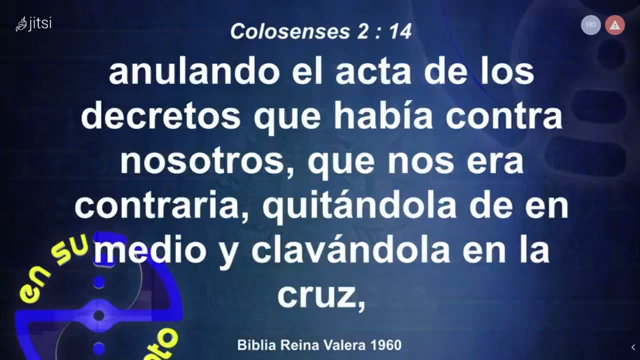 jitsi
Colosenses 2 : 14
anulando el acta de los
decretos que había contra
nosotros, que nos era
contraria, quitándola de en
medio y clavándola en la
cruz,
en su
Biblia Reina Valera 1960